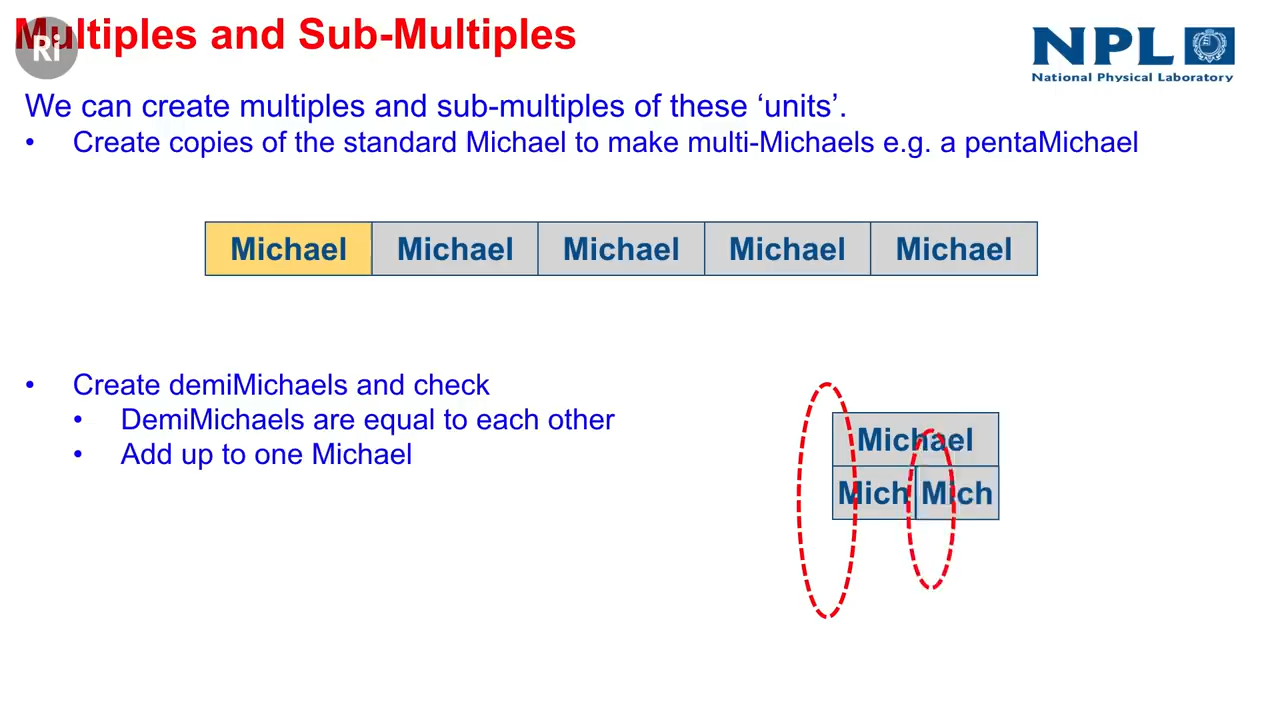 Multiples and Sub-Multiples
Ri
NPL
National Physical Laboratory
We can create multiples and sub-multiples of these ‘units’.
• Create copies of the standard Michael to make multi-Michaels e.g. a pentaMichael
Michael Michael Michael Michael Michael
• Create demiMichaels and check
• DemiMichaels are equal to each other
• Add up to one Michael
Michael
Mich Mich